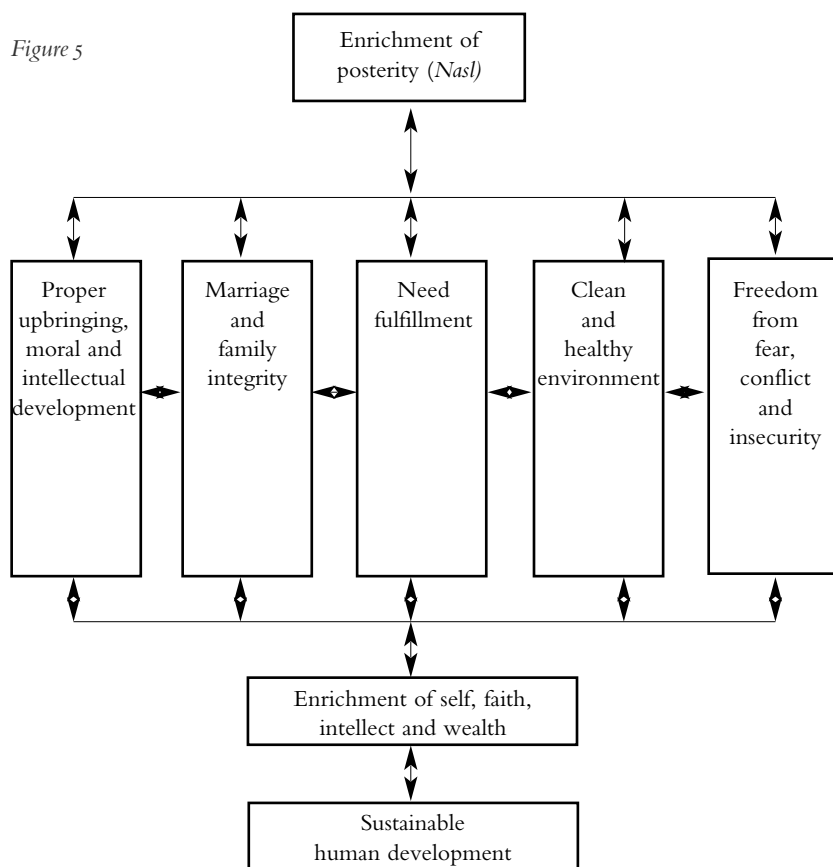 Figure 5
Enrichment of
posterity (Nasl)
Proper
upbringing,
moral and
intellectual
development
Marriage
and
family
integrity
Need
fulfillment
Clean
and
healthy
environment
Freedom
from
fear,
conflict
and
insecurity
Enrichment of self, faith,
intellect and wealth
Sustainable
human development